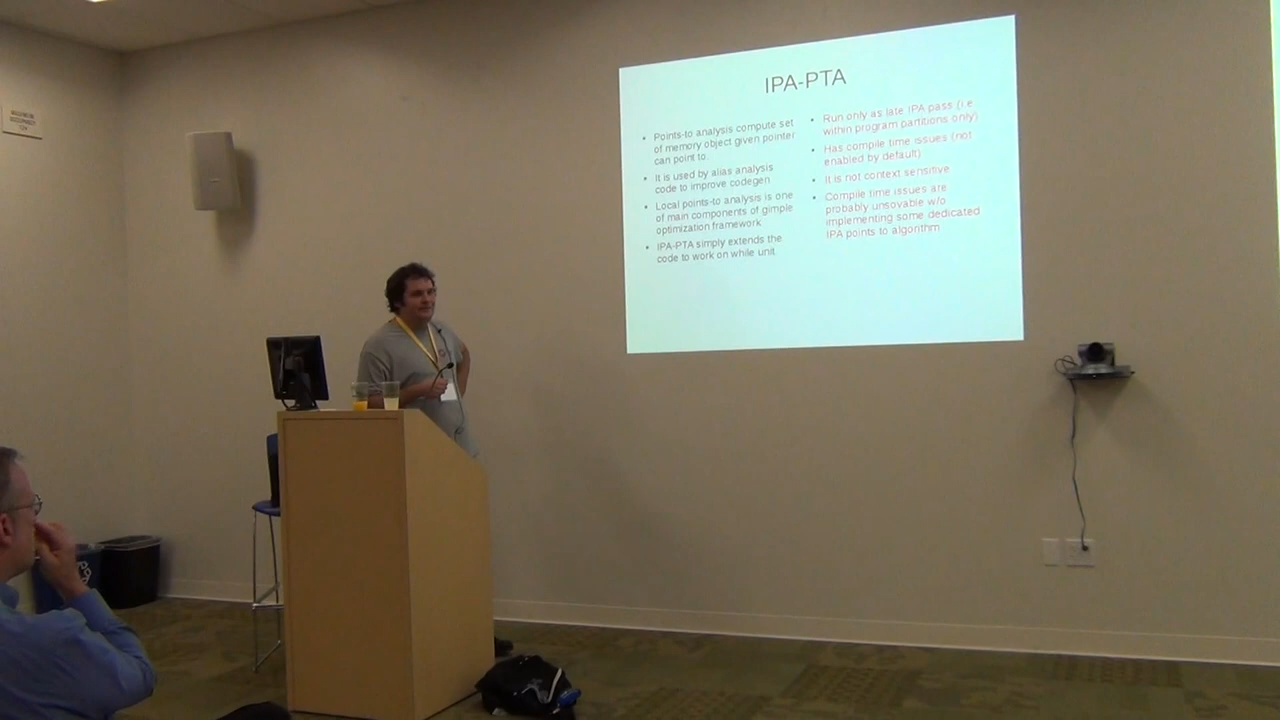 MAXIMUM
OCCUPANCY
IPA-PTA
• Points-to analysis compute set
of memory object given pointer
can point to.
• It is used by alias analysis
code to improve codegen
• Local points-to analysis is one
of main components of gimple
optimization framework
• IPA-PTA simply extends the
code to work on while unit.
• Run only as late IPA pass (i.e
within program partitions only)
• Has compile time issues (not
enabled by default)
• It is not context sensitive
• Compile time issues are
probably unsovable w/o
implementing some dedicated
IPA points to algorithm